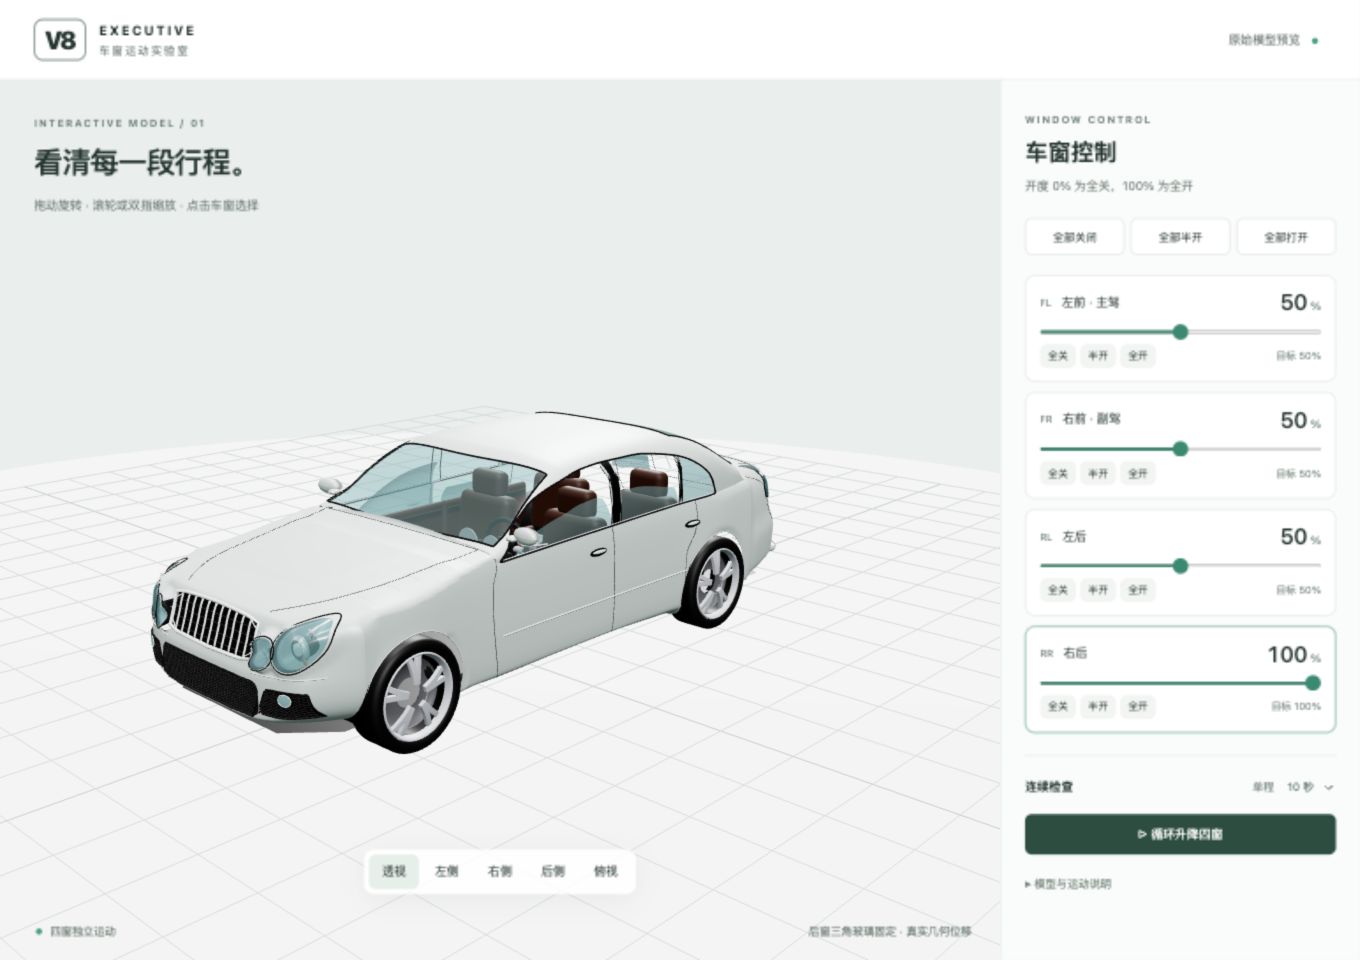 V8
EXECUTIVE
车窗运动实验室
原始模型预览
INTERACTIVE MODEL / 01
看清每一段行程。
拖动旋转 · 滚轮或双指缩放 · 点击车窗选择
WINDOW CONTROL
车窗控制
开度 0% 为全关，100% 为全开
全部关闭 全部半开 全部打开
FL 左前 · 主驾 50 %
全关 半开 全开 目标 50%
FR 右前 · 副驾 50 %
全关 半开 全开 目标 50%
RL 左后 50 %
全关 半开 全开 目标 50%
RR 右后 100 %
全关 半开 全开 目标 100%
连续检查 单程 10 秒
循环升降四窗
模型与运动说明
透视 左侧 右侧 后侧 俯视
四窗独立运动
后窗三角玻璃固定 · 真实几何位移